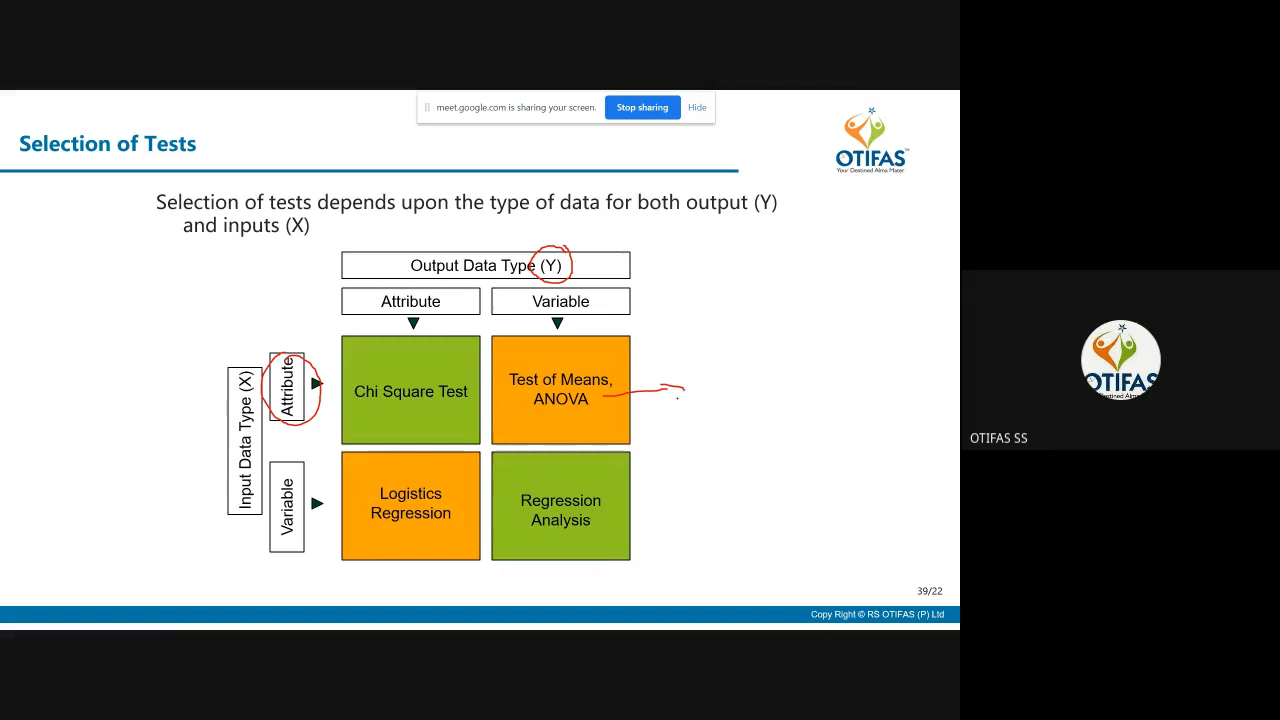 meet.google.com is sharing your screen. Stop sharing Hide
Selection of Tests
OTIFAS™
Your Destined Alma Mater
Selection of tests depends upon the type of data for both output (Y)
and inputs (X)
Output Data Type (Y)
Attribute Variable
Input Data Type (X)
Attribute
Chi Square Test
Test of Means,
ANOVA
Variable
Logistics
Regression
Regression
Analysis
OTIFAS
estined Alm
OTIFAS SS
39/22
Copy Right © RS OTIFAS (P) Ltd